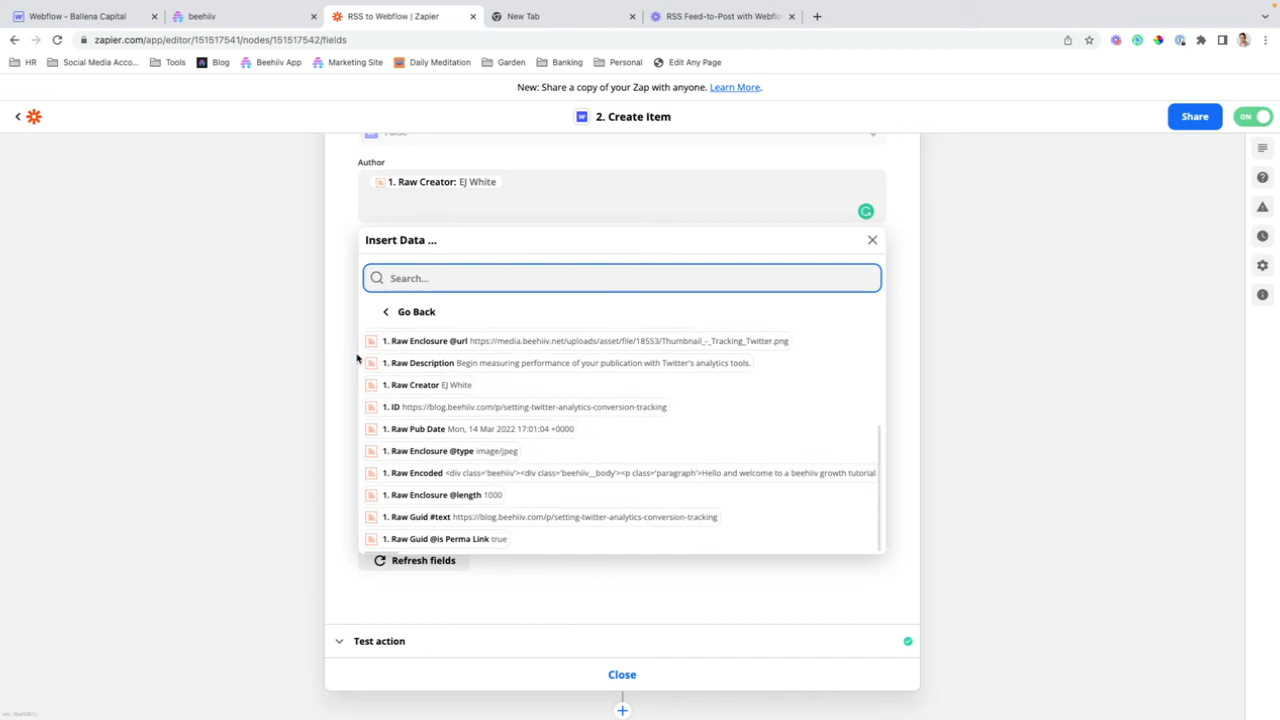 Webflow - Ballena Capital
beehiiv
RSS to Webflow | Zapier
New Tab
RSS Feed-to-Post with Webflo
zapier.com/app/editor/151517541/nodes/151517542/fields
HR
Social Media Acco...
Tools
Blog
Beehiiv App
Marketing Site
Daily Meditation
Garden
Banking
Personal
Edit Any Page
New: Share a copy of your Zap with anyone. Learn More.
2. Create Item
Share
ON
False
Author
1. Raw Creator: EJ White
Insert Data ...
Search...
Go Back
1. Raw Enclosure @url https://media.beehiiv.net/uploads/asset/file/18553/Thumbnail_-_Tracking_Twitter.png
1. Raw Description Begin measuring performance of your publication with Twitter's analytics tools.
1. Raw Creator EJ White
1. ID https://blog.beehiiv.com/p/setting-twitter-analytics-conversion-tracking
1. Raw Pub Date Mon, 14 Mar 2022 17:01:04 +0000
1. Raw Enclosure @type image/jpeg
1. Raw Encoded <div class='beehiiv'><div class='beehiiv__body'><p class='paragraph'>Hello and welcome to a beehiiv growth tutorial
1. Raw Enclosure @length 1000
1. Raw Guid #text https://blog.beehiiv.com/p/setting-twitter-analytics-conversion-tracking
1. Raw Guid @is Perma Link true
Refresh fields
Test action
Close